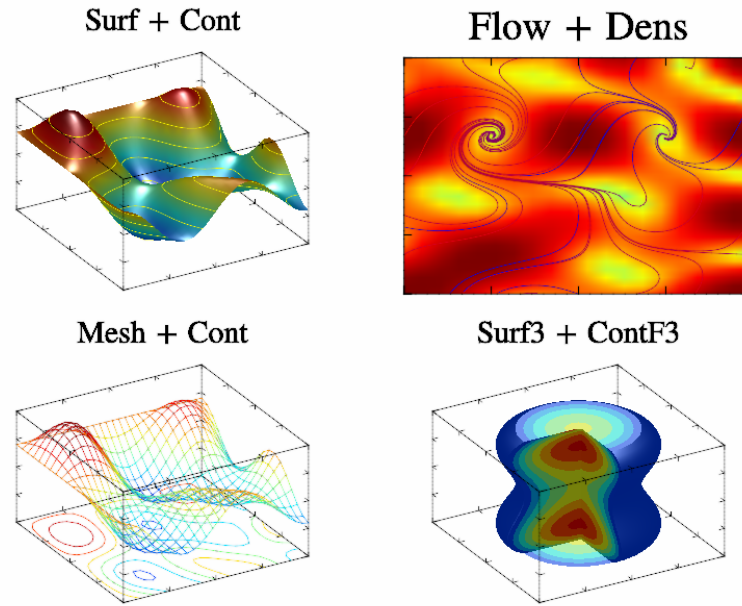 Surf + Cont
Flow + Dens
Mesh + Cont
Surf3 + ContF3